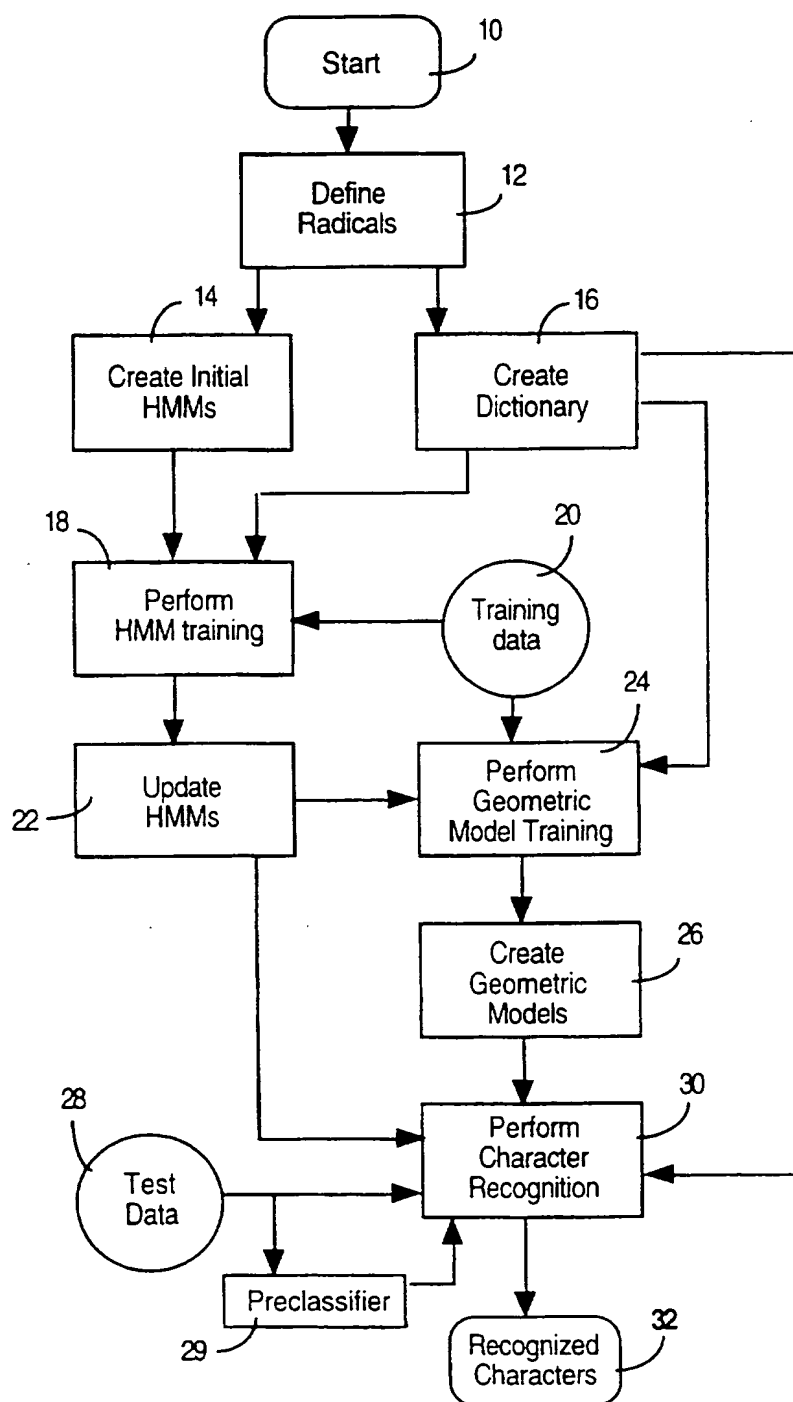 10
Start
12
Define
Radicals
14
16
Create Initial
HMMs
Create
Dictionary
18
20
Perform
HMM training
Training
data
24
Update
HMMs
22
Perform
Geometric
Model Training
Create
Geometric
Models
26
28
30
Test
Data
Perform
Character
Recognition
Preclassifier
29
Recognized
Characters
32